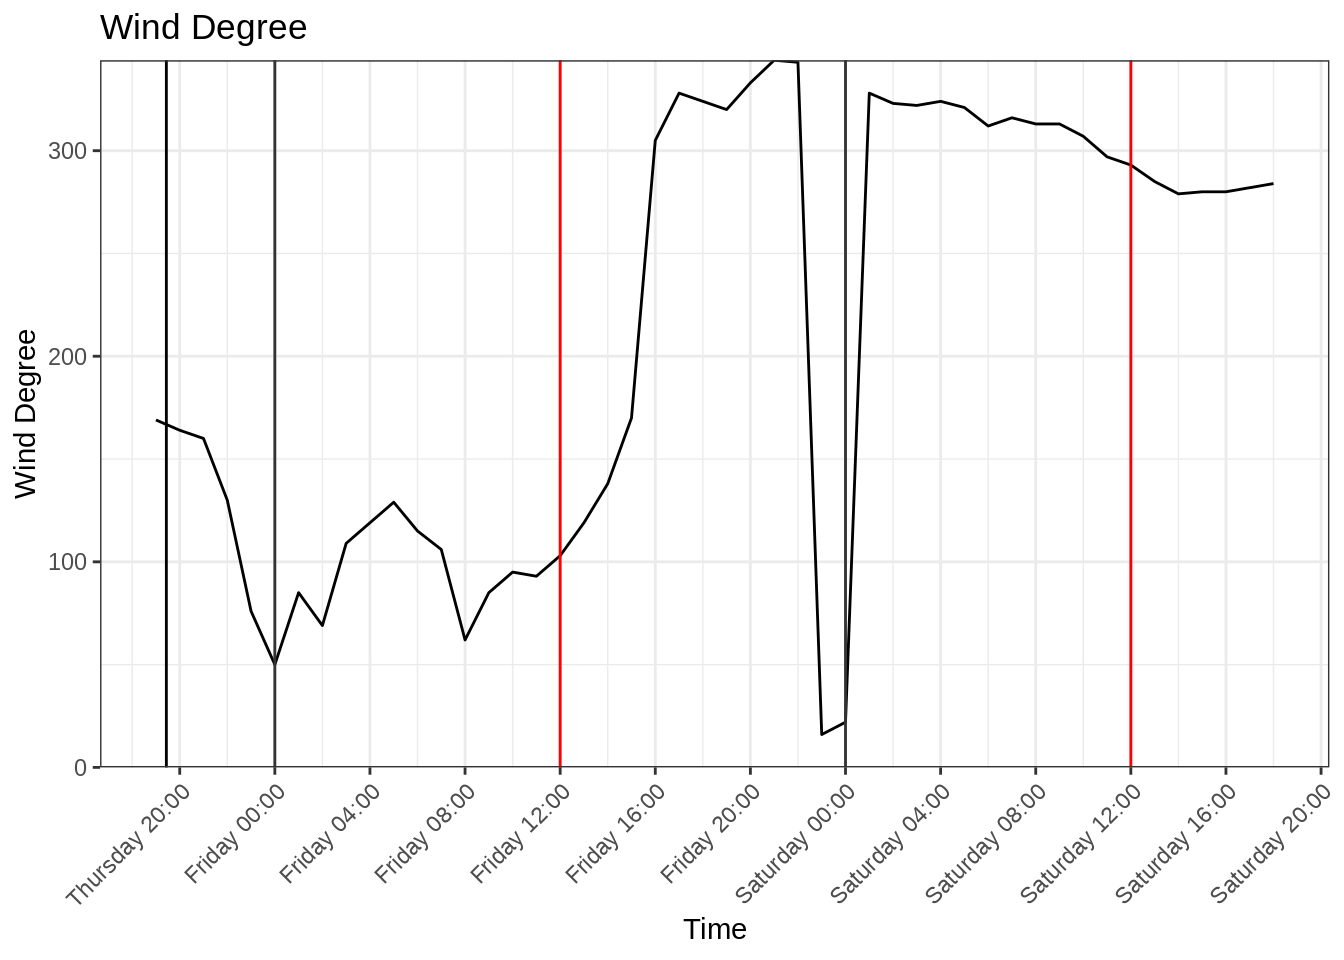 Wind Degree
Wind Degree
300
200
100
0
Thursday 20:00
Friday 00:00
Friday 04:00
Friday 08:00
Friday 12:00
Friday 16:00
Friday 20:00
Saturday 00:00
Saturday 04:00
Saturday 08:00
Saturday 12:00
Saturday 16:00
Saturday 20:00
Time